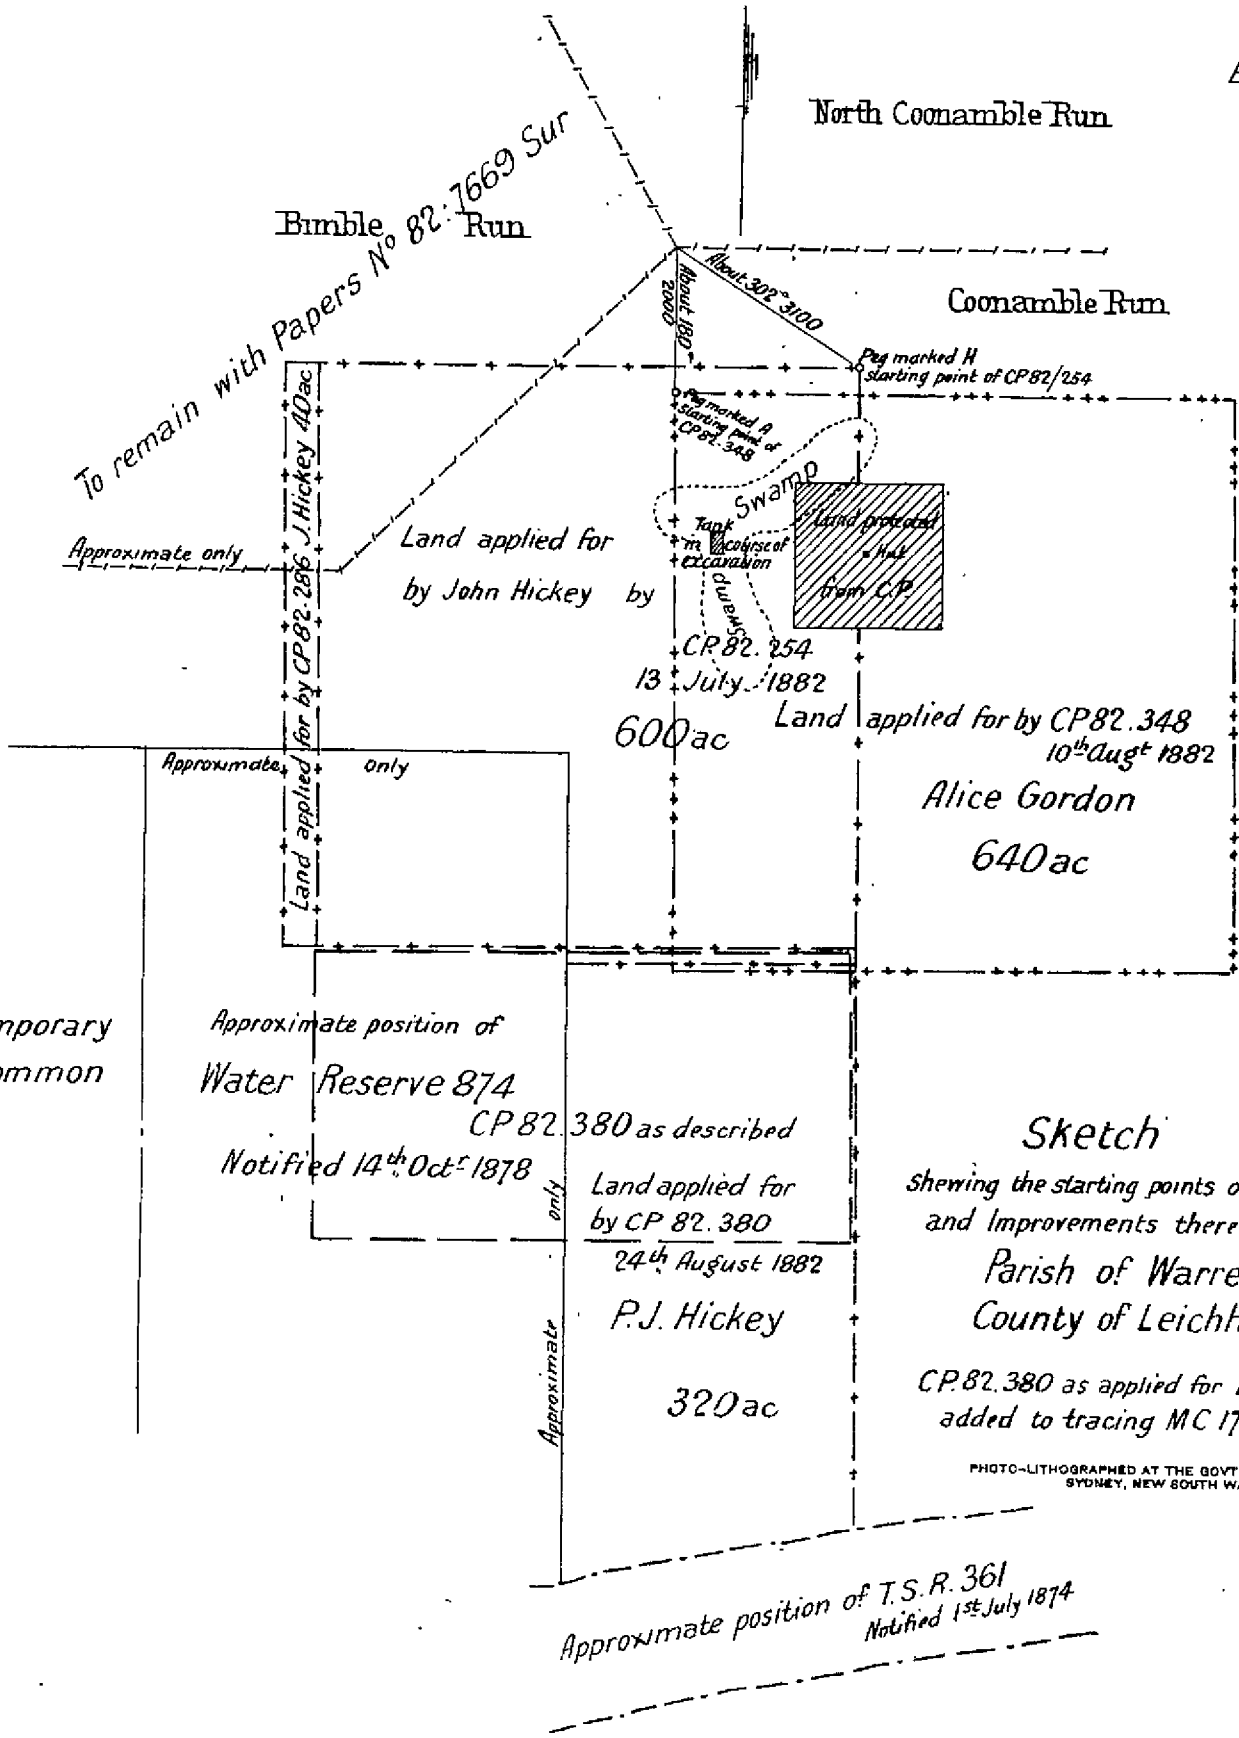 North Coonamble Run
To remain with Papers No 82:7669 Sur
Bimble Run
Coonamble Run
About 302° 3100
About 180°
2000
Peg marked H
starting point of CP82/254
Peg marked A
starting point of
CP82.348
Swamp
Land applied for by CP82.286 J. Hickey 40ac
Approximate only
Land applied for
by John Hickey by
Tank
in course of
excavation
Swamp
Land protected
Hut
from C.P.
CP.82.254
13 July 1882
600ac
Land applied for by CP82.348
10th Augt 1882
Alice Gordon
640ac
Approximate only
mporary
ommon
Approximate position of
Water Reserve 874
Notified 14th Octr 1878
CP82.380 as described
Land applied for
by CP 82.380
24th August 1882
P.J. Hickey
320ac
Approximate only
Sketch
Shewing the starting points o
and Improvements there
Parish of Warre
County of Leichh
CP.82.380 as applied for
added to tracing MC 17
PHOTO-LITHOGRAPHED AT THE GOVT
SYDNEY, NEW SOUTH WA
Approximate position of T.S.R. 361
Notified 1st July 1874